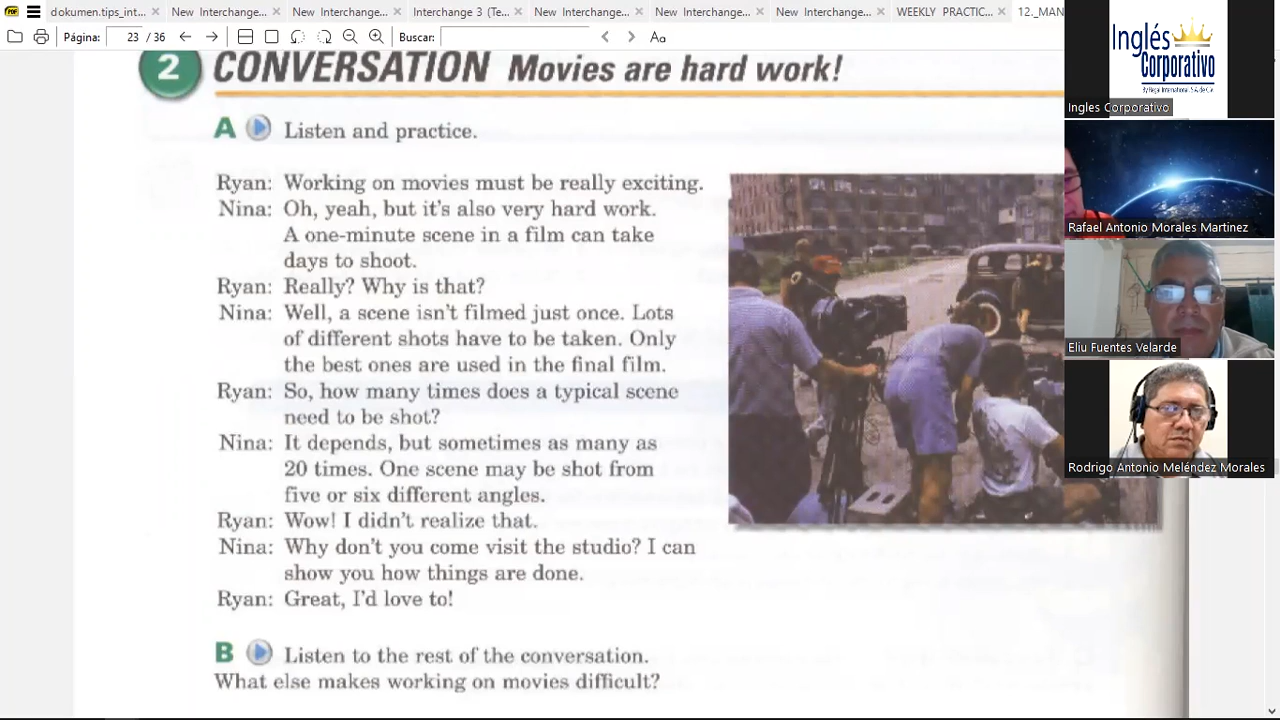 dokumen.tips_int...
New Interchange...
New Interchange...
Interchange 3 (Te...
New Interchange...
New Interchange...
New Interchange...
WEEKLY PRACTIC...
12._MAN
Página: 23 / 36
Buscar:
Aa
2 CONVERSATION Movies are hard work!
A Listen and practice.
Ryan: Working on movies must be really exciting.
Nina: Oh, yeah, but it's also very hard work.
A one-minute scene in a film can take
days to shoot.
Ryan: Really? Why is that?
Nina: Well, a scene isn't filmed just once. Lots
of different shots have to be taken. Only
the best ones are used in the final film.
Ryan: So, how many times does a typical scene
need to be shot?
Nina: It depends, but sometimes as many as
20 times. One scene may be shot from
five or six different angles.
Ryan: Wow! I didn't realize that.
Nina: Why don't you come visit the studio? I can
show you how things are done.
Ryan: Great, I'd love to!
B Listen to the rest of the conversation.
What else makes working on movies difficult?
Inglés
Corporativo
By Regal International, S.A. de C.V.
Ingles Corporativo
Rafael Antonio Morales Martinez
Eliu Fuentes Velarde
Rodrigo Antonio Meléndez Morales